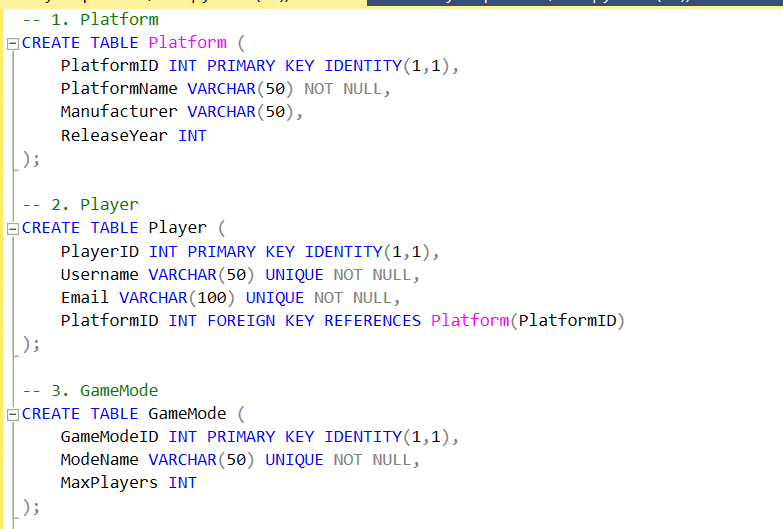 -- 1. Platform
CREATE TABLE Platform (
PlatformID INT PRIMARY KEY IDENTITY(1,1),
PlatformName VARCHAR(50) NOT NULL,
Manufacturer VARCHAR(50),
ReleaseYear INT
);
-- 2. Player
CREATE TABLE Player (
PlayerID INT PRIMARY KEY IDENTITY(1,1),
Username VARCHAR(50) UNIQUE NOT NULL,
Email VARCHAR(100) UNIQUE NOT NULL,
PlatformID INT FOREIGN KEY REFERENCES Platform(PlatformID)
);
-- 3. GameMode
CREATE TABLE GameMode (
GameModeID INT PRIMARY KEY IDENTITY(1,1),
ModeName VARCHAR(50) UNIQUE NOT NULL,
MaxPlayers INT
);